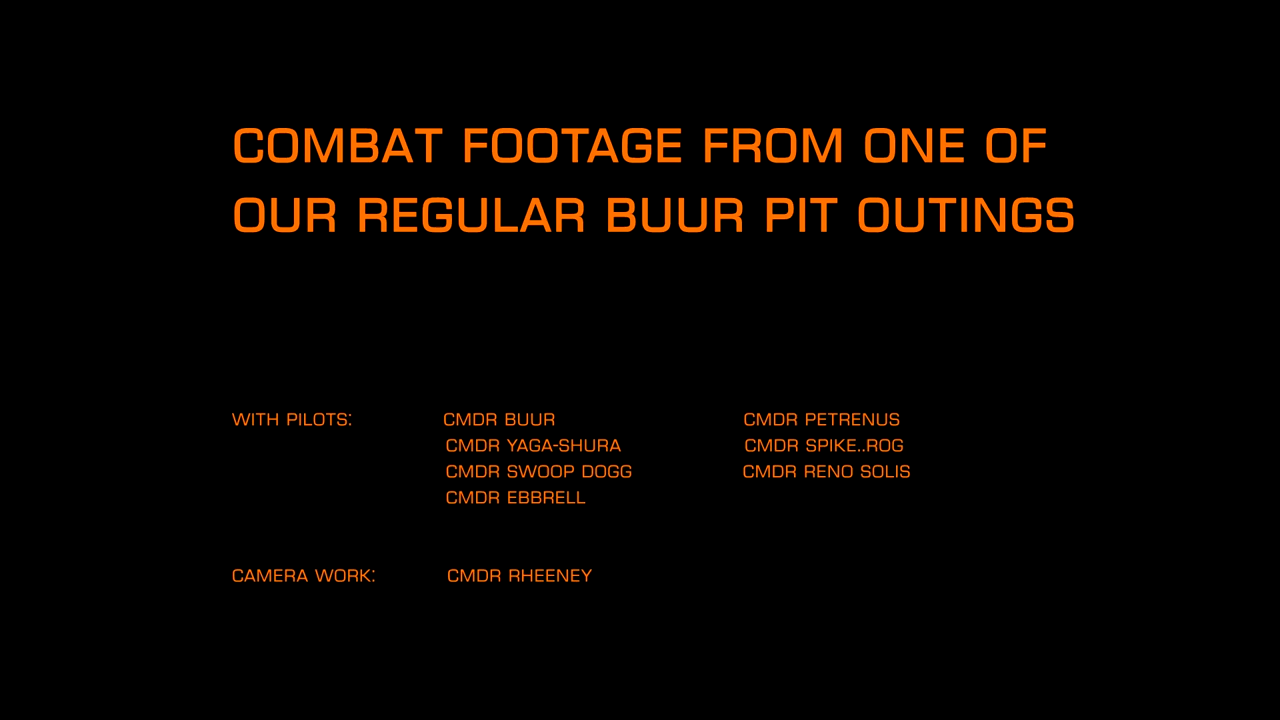 COMBAT FOOTAGE FROM ONE OF
OUR REGULAR BUUR PIT OUTINGS
WITH PILOTS: CMDR BUUR CMDR PETRENUS
CMDR YAGA-SHURA CMDR SPIKE..ROG
CMDR SWOOP DOGG CMDR RENO SOLIS
CMDR EBBRELL
CAMERA WORK: CMDR RHEENEY